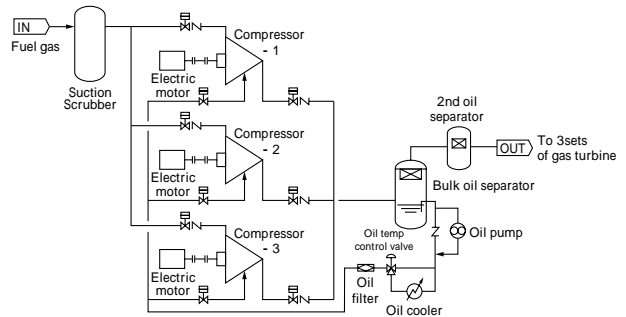 IN
Fuel gas
Suction
Scrubber
Compressor
- 1
Electric
motor
Compressor
- 2
Electric
motor
Compressor
- 3
Electric
motor
2nd oil
separator
OUT
To 3sets
of gas turbine
Bulk oil separator
Oil temp
control valve
Oil pump
Oil
filter
Oil cooler